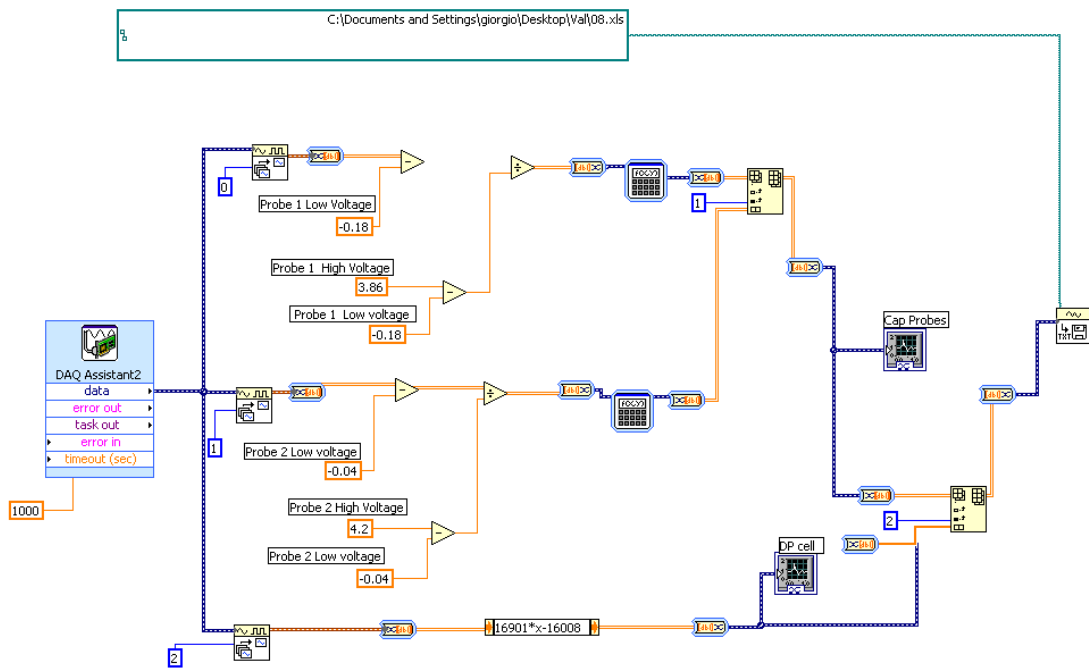 C:\Documents and Settings\giorgio\Desktop\Val\08.xls
0
Probe 1 Low Voltage
-0.18
Probe 1  High Voltage
3.86
Probe 1  Low voltage
-0.18
f(X,Y)
1
Cap Probes
TXT
DAQ Assistant2
data
error out
task out
error in
timeout (sec)
1000
1
Probe 2 Low voltage
-0.04
Probe 2 High Voltage
4.2
Probe 2 Low voltage
-0.04
f(X,Y)
2
DP cell
2
16901*x-16008